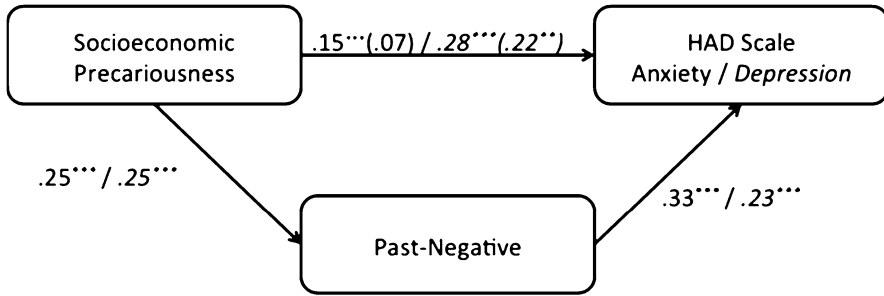 Socioeconomic
Precariousness
.15***(.07) / .28***(.22**)
HAD Scale
Anxiety / Depression
.25*** / .25***
.33*** / .23***
Past-Negative